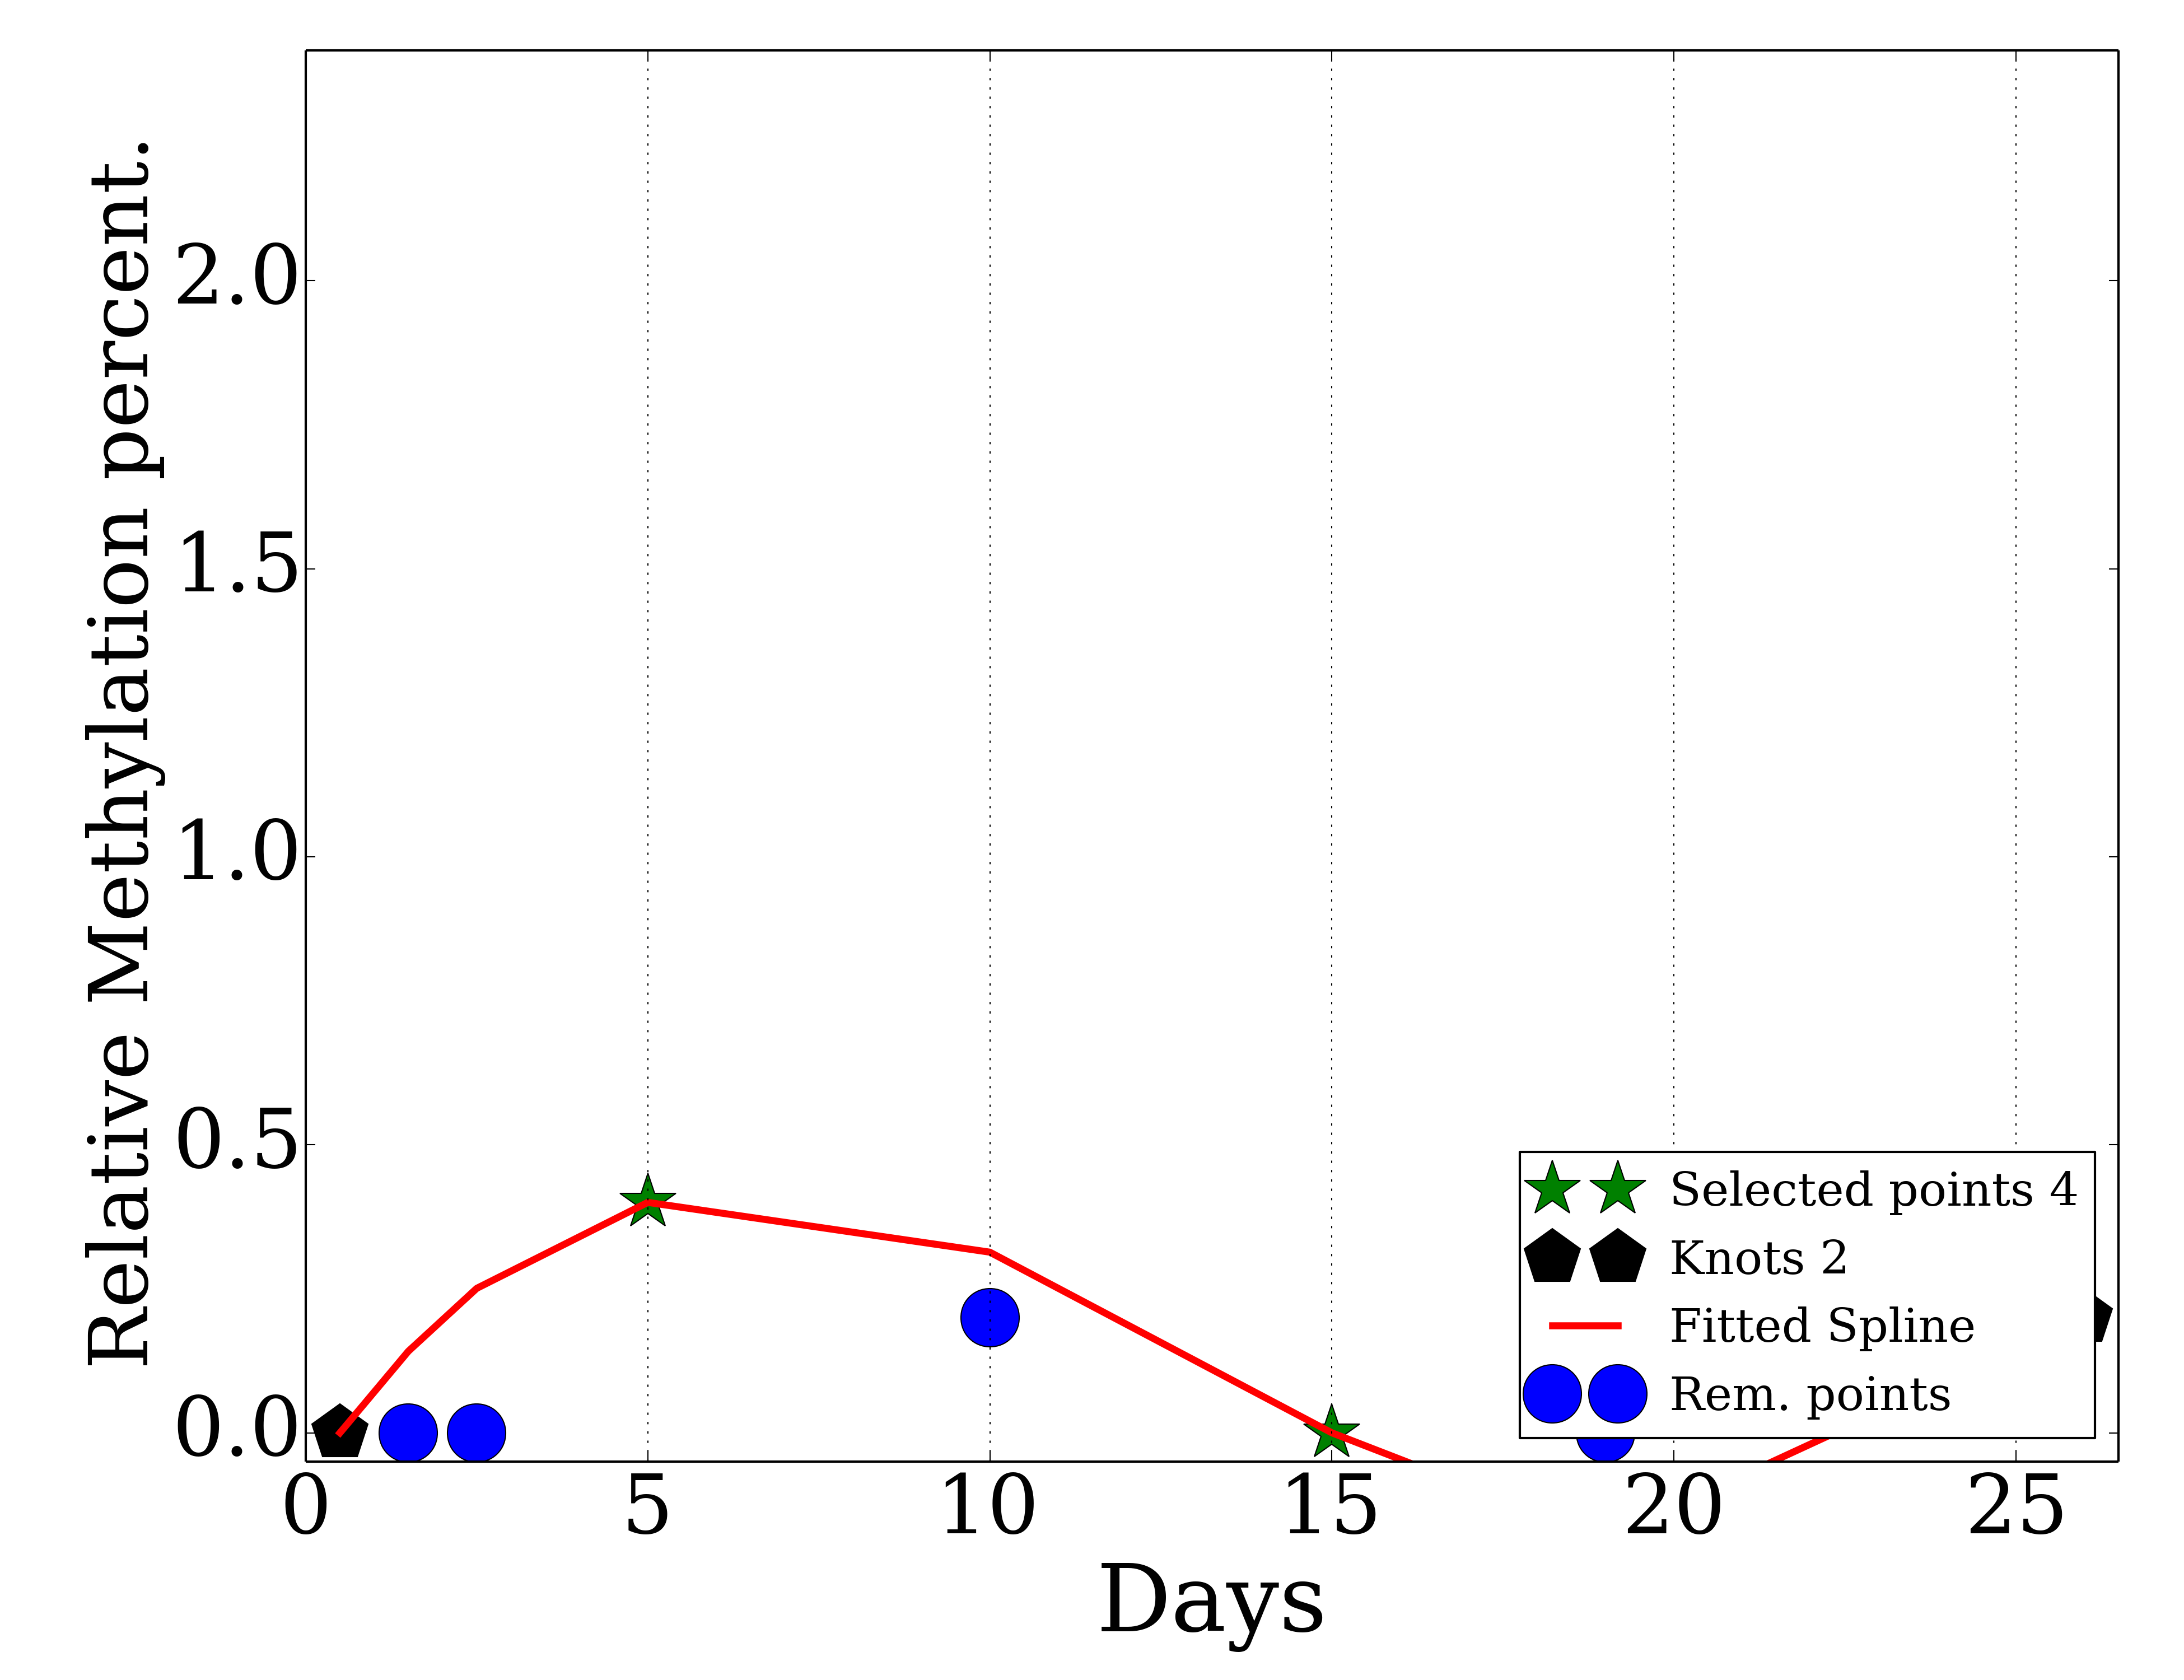 Relative Methylation percent.
2.0
1.5
1.0
0.5
0.0
0 5 10 15 20 25
Days
Selected points 4
Knots 2
Fitted Spline
Rem. points